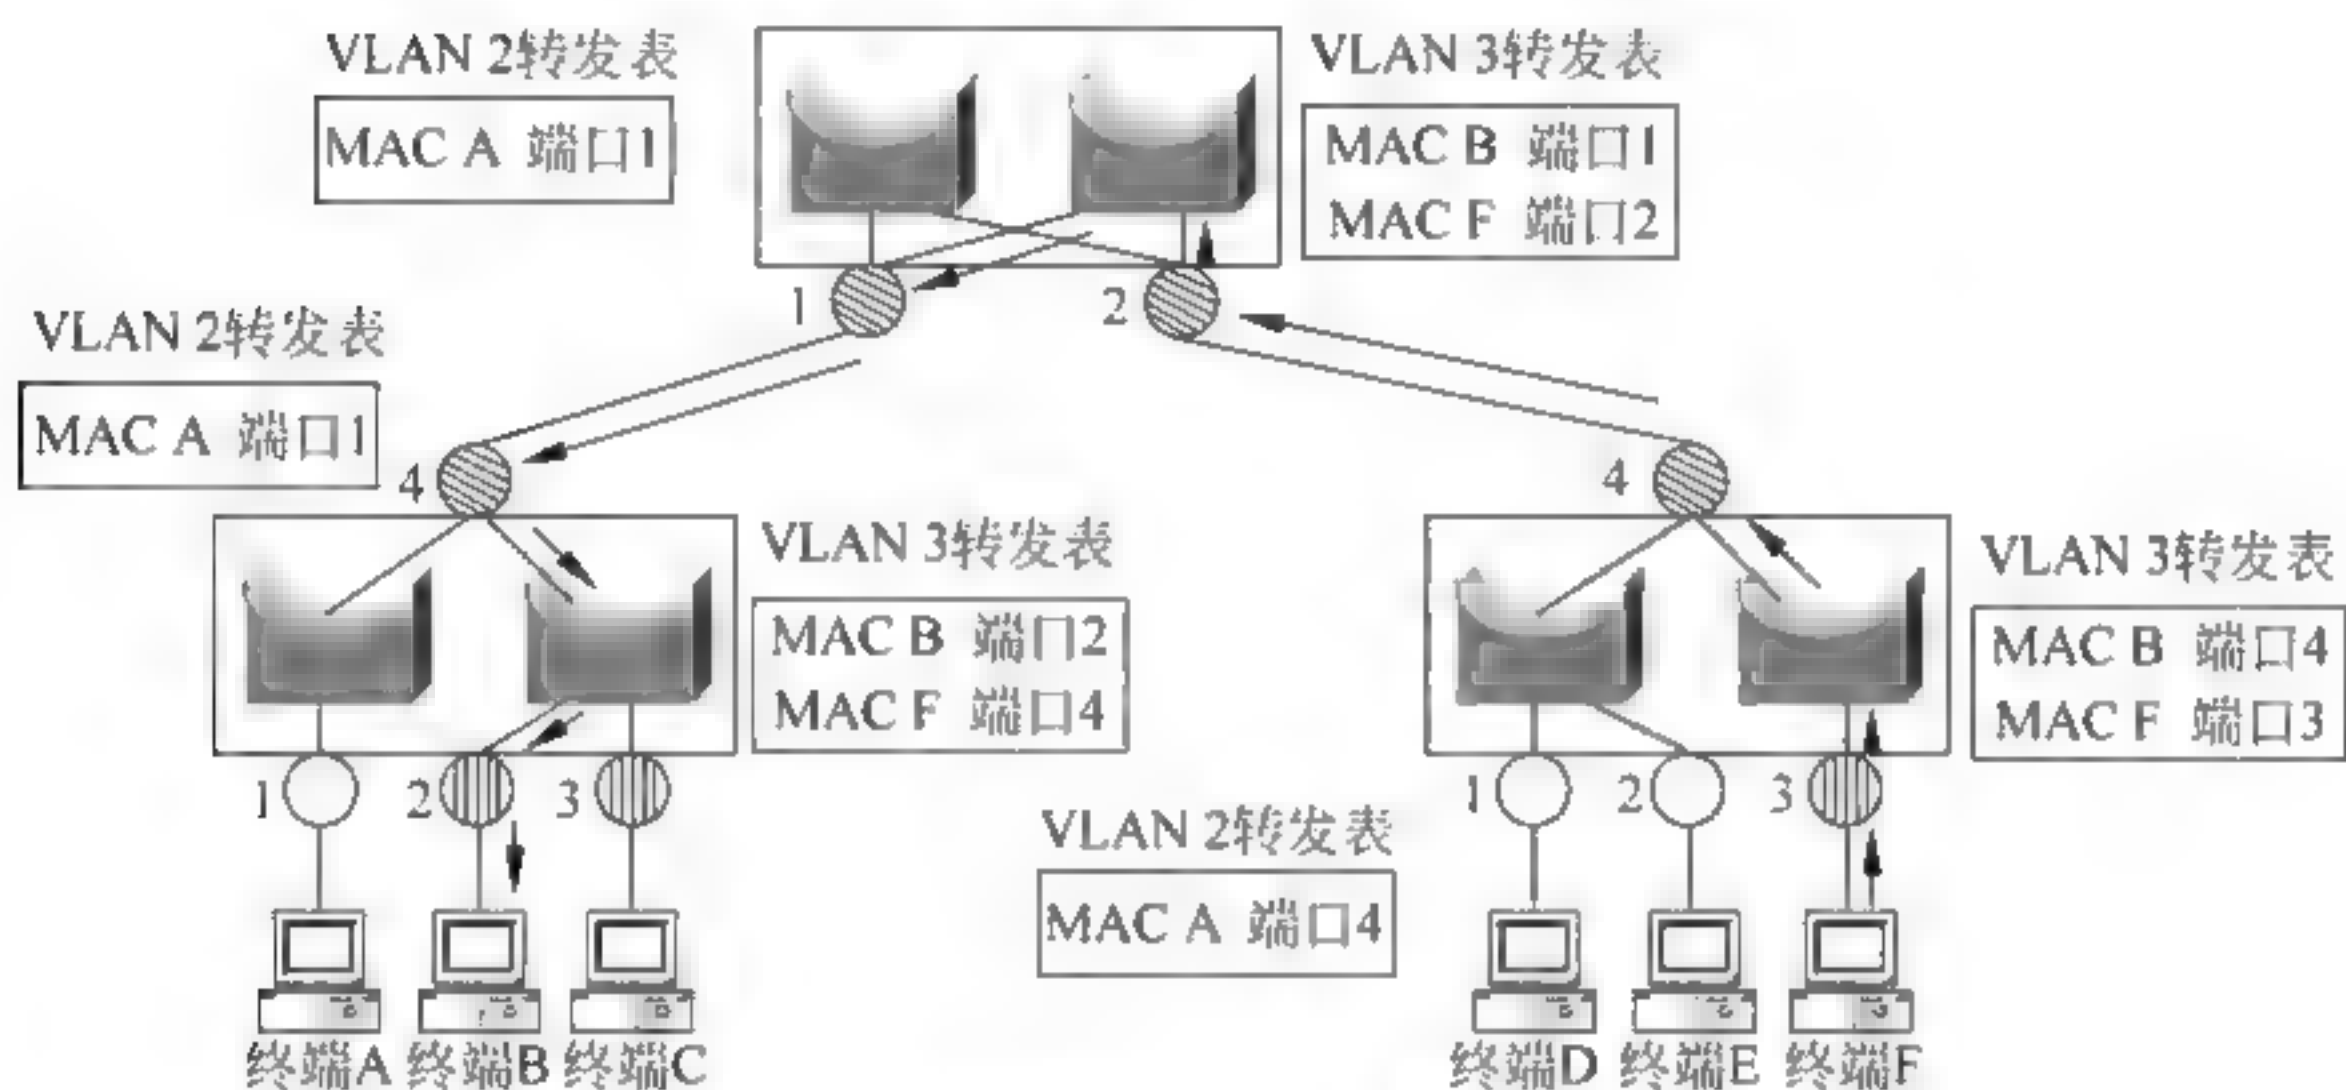 VLAN 2转发表
MAC A 端口1
VLAN 3转发表
MAC B 端口1
MAC F 端口2
1
2
VLAN 2转发表
MAC A 端口1
4
4
VLAN 3转发表
MAC B 端口2
MAC F 端口4
VLAN 3转发表
MAC B 端口4
MAC F 端口3
1
2
3
1
2
3
VLAN 2转发表
MAC A 端口4
终端A
终端B
终端C
终端D
终端E
终端F